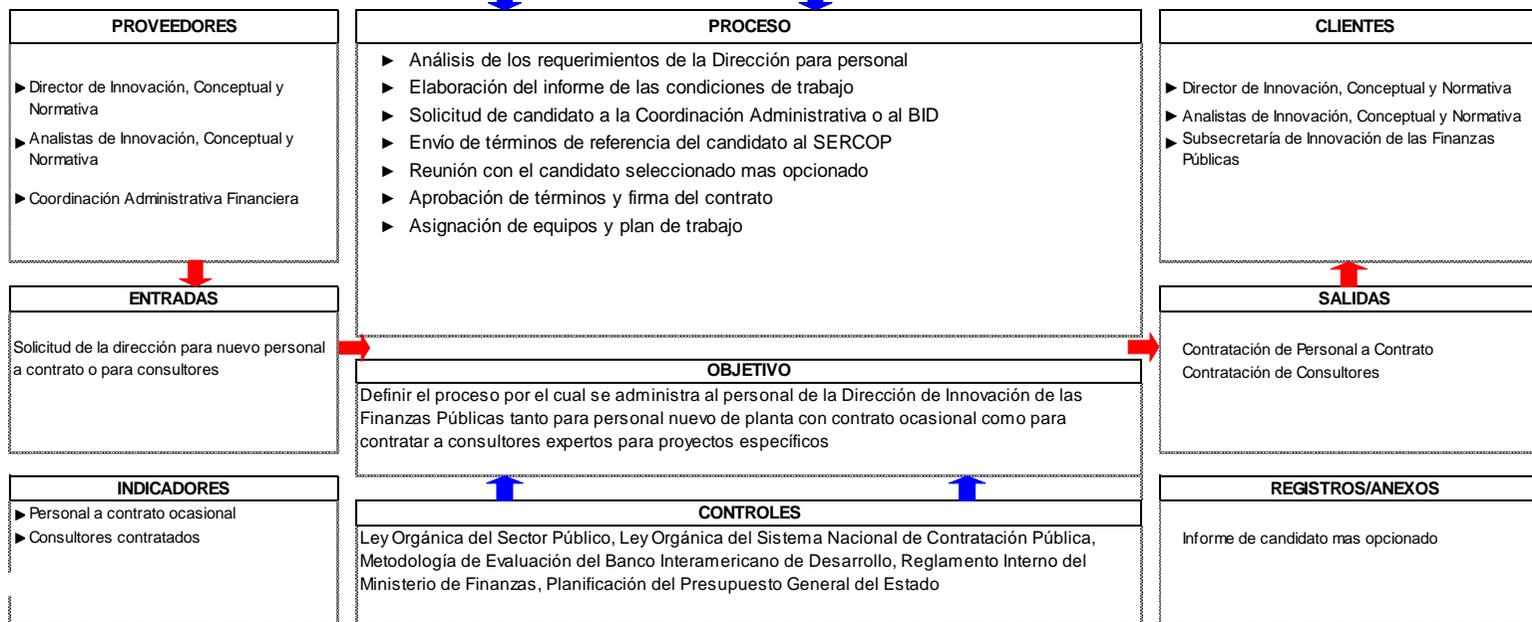 PROVEEDORES
► Director de Innovación, Conceptual y
Normativa
► Analistas de Innovación, Conceptual y
Normativa
► Coordinación Administrativa Financiera
PROCESO
► Análisis de los requerimientos de la Dirección para personal
► Elaboración del informe de las condiciones de trabajo
► Solicitud de candidato a la Coordinación Administrativa o al BID
► Envío de términos de referencia del candidato al SERCOP
► Reunión con el candidato seleccionado mas opcionado
► Aprobación de términos y firma del contrato
► Asignación de equipos y plan de trabajo
CLIENTES
► Director de Innovación, Conceptual y Normativa
► Analistas de Innovación, Conceptual y Normativa
► Subsecretaría de Innovación de las Finanzas
Públicas
ENTRADAS
Solicitud de la dirección para nuevo personal
a contrato o para consultores
OBJETIVO
Definir el proceso por el cual se administra al personal de la Dirección de Innovación de las
Finanzas Públicas tanto para personal nuevo de planta con contrato ocasional como para
contratar a consultores expertos para proyectos específicos
SALIDAS
Contratación de Personal a Contrato
Contratación de Consultores
INDICADORES
► Personal a contrato ocasional
► Consultores contratados
CONTROLES
Ley Orgánica del Sector Público, Ley Orgánica del Sistema Nacional de Contratación Pública,
Metodología de Evaluación del Banco Interamericano de Desarrollo, Reglamento Interno del
Ministerio de Finanzas, Planificación del Presupuesto General del Estado
REGISTROS/ANEXOS
Informe de candidato mas opcionado